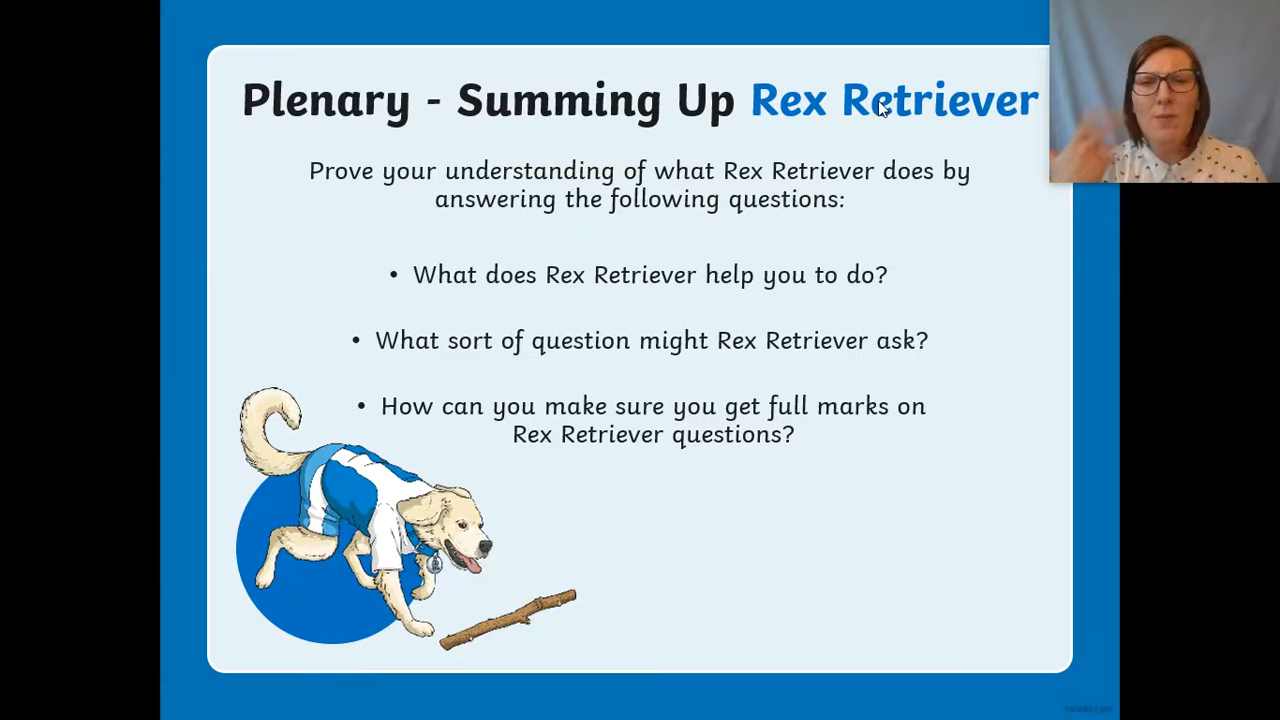 Plenary - Summing Up Rex Retriever
Prove your understanding of what Rex Retriever does by
answering the following questions:
• What does Rex Retriever help you to do?
• What sort of question might Rex Retriever ask?
• How can you make sure you get full marks on
Rex Retriever questions?
R